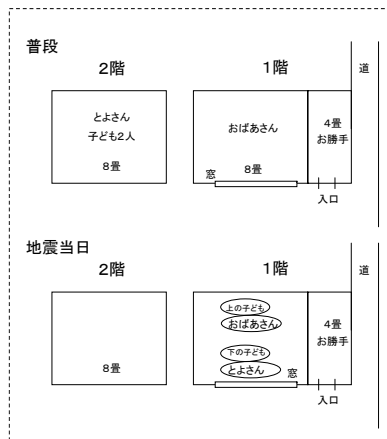 普段
2階
1階
道
とよさん
子ども2人
8畳
おばあさん
窓
8畳
4畳
お勝手
入口
地震当日
2階
1階
道
8畳
上の子ども
おばあさん
下の子ども
とよさん
窓
4畳
お勝手
入口